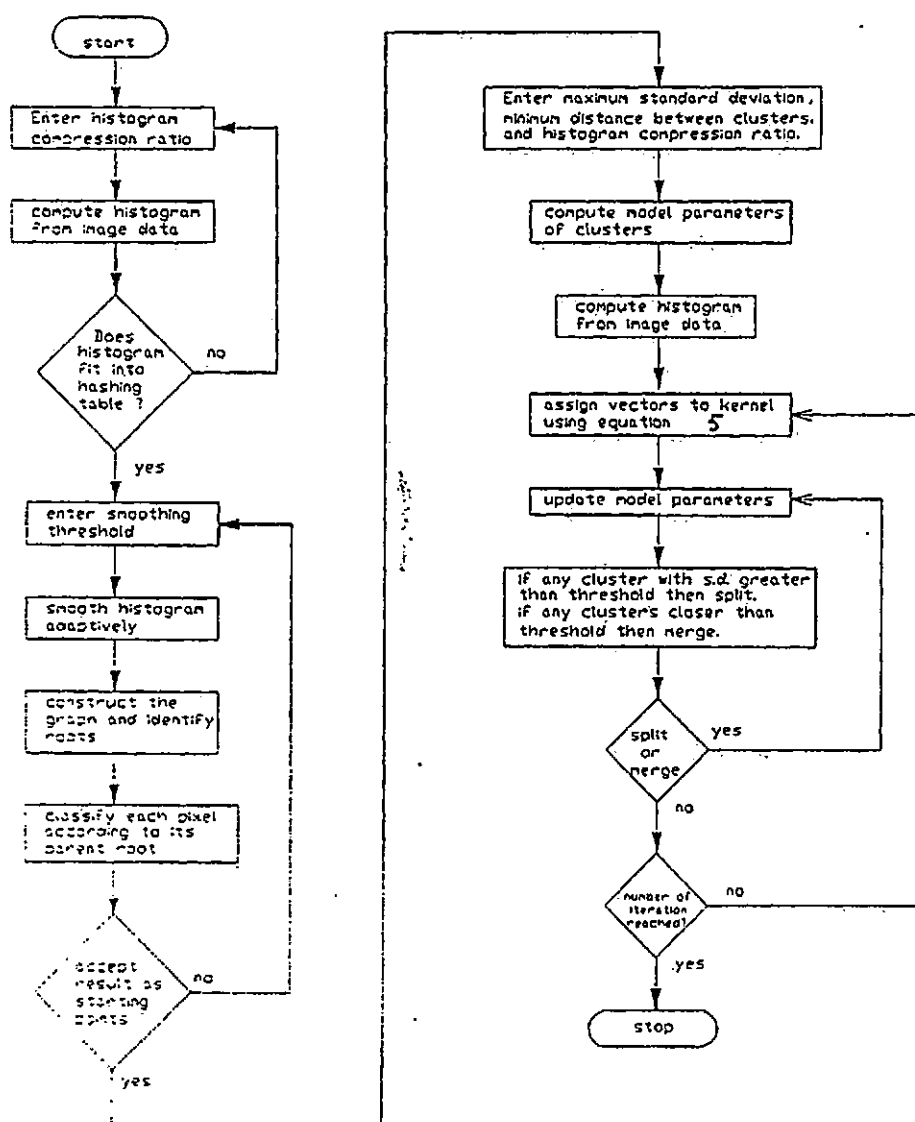 start
Enter histogram
compression ratio
compute histogram
from image data
Does
histogram
fit into
hashing
table ?
no
yes
enter smoothing
threshold
smooth histogram
adaptively
construct the
graph and identify
roots
classify each pixel
according to its
parent root
accept
result as
starting
points
no
yes
Enter maximum standard deviation,
minimum distance between clusters,
and histogram compression ratio.
compute model parameters
of clusters
compute histogram
from image data
assign vectors to kernel
using equation 5
update model parameters
if any cluster with s.d. greater
than threshold then split.
if any cluster's closer than
threshold then merge.
split
or
merge
yes
no
number of
iteration
reached?
no
yes
stop